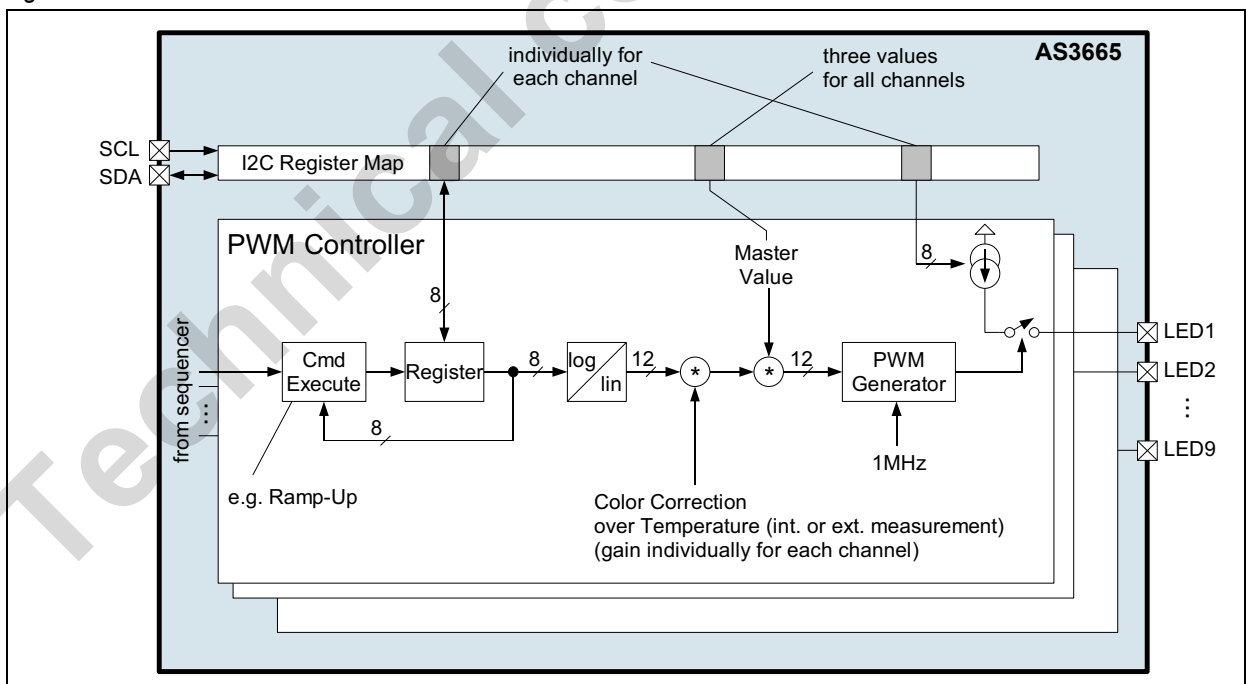 AS3665
individually for
each channel
three values
for all channels
SCL
SDA
I2C Register Map
PWM Controller
8
Master
Value
8
from sequencer
...
Cmd
Execute
Register
8
log
lin
12
*
*
12
PWM
Generator
LED1
LED2
...
LED9
8
1MHz
e.g. Ramp-Up
Color Correction
over Temperature (int. or ext. measurement)
(gain individually for each channel)
Technical